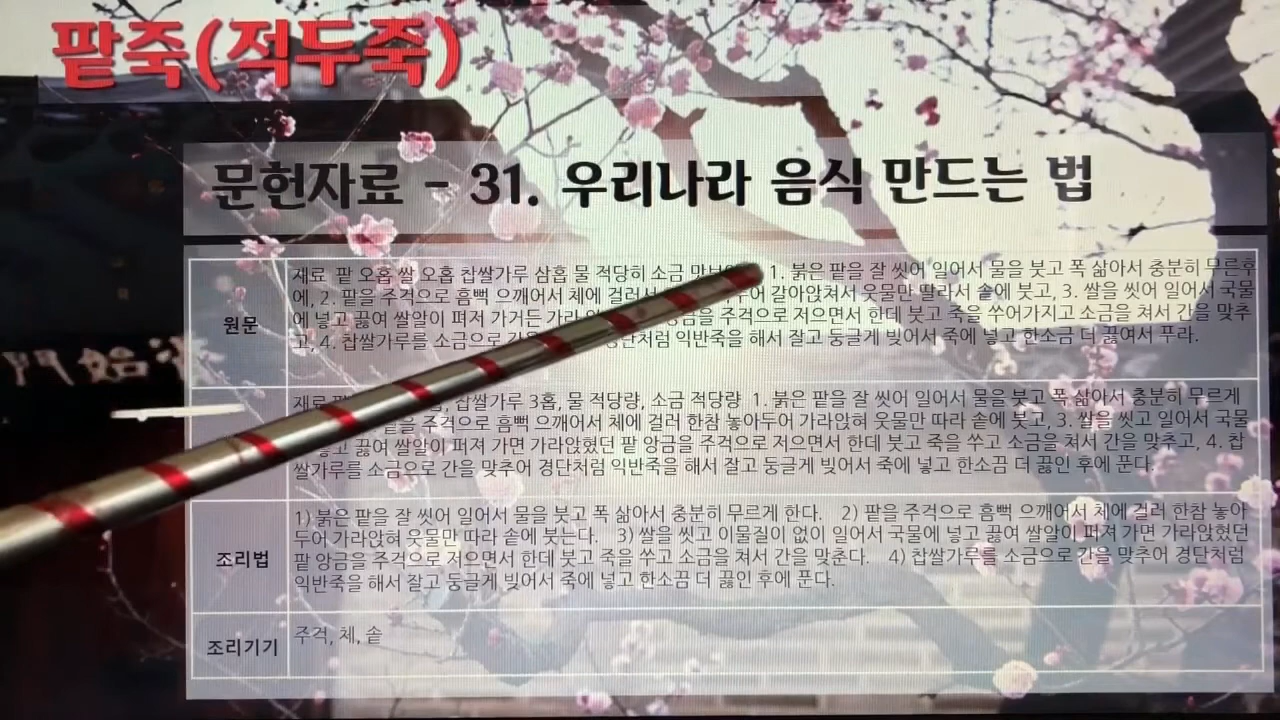 팥죽(적두죽)
문헌자료 - 31. 우리나라 음식 만드는 법
원문
재료 팥 오홉 쌀 오홉 찹쌀가루 삼홉 물 적당히 소금 1. 붉은 팥을 잘 씻어 일어서 물을 붓고 폭 삶아서 충분히 무른후
에, 2. 팥을 주걱으로 흠뻑 으깨어서 체에 갈아앉쳐서 웃물만 딸라서 솥에 붓고, 3. 쌀을 씻어 일어서 국물
에 넣고 끓여 쌀알이 펴저 가거든 주걱으로 저으면서 한데 붓고 죽을 쑤어가지고 소금을 쳐서 간을 맞추
고, 4. 찹쌀가루를 소금으로 익반죽을 해서 잘고 둥글게 빚어서 죽에 넣고 한소금 더 끓여서 푸라.
재료 찹쌀가루 3홉, 물 적당량, 소금 적당량 1. 붉은 팥을 잘 씻어 일어서 물을 붓고 폭 삶아서 충분히 무르게
주걱으로 흠뻑 으깨어서 체에 걸러 한참 놓아두어 가라앉혀 웃물만 따라 솥에 붓고, 3. 쌀을 씻고 일어서 국물
끓여 쌀알이 퍼져 가면 가라앉혔던 팥 앙금을 주걱으로 저으면서 한데 붓고 죽을 쑤고 소금을 쳐서 간을 맞추고, 4. 찹
쌀가루를 소금으로 간을 맞추어 경단처럼 익반죽을 해서 잘고 둥글게 빚어서 죽에 넣고 한소끔 더 끓인 후에 푼다.
조리법
1) 붉은 팥을 잘 씻어 일어서 물을 붓고 폭 삶아서 충분히 무르게 한다. 2) 팥을 주걱으로 흠뻑 으깨어서 체에 걸러 한참 놓아
두어 가라앉혀 웃물만 따라 솥에 붓는다. 3) 쌀을 씻고 이물질이 없이 일어서 국물에 넣고 끓여 쌀알이 퍼져 가면 가라앉혔던
팥 앙금을 주걱으로 저으면서 한데 붓고 죽을 쑤고 소금을 쳐서 간을 맞춘다. 4) 찹쌀가루를 소금으로 간을 맞추어 경단처럼
익반죽을 해서 잘고 둥글게 빚어서 죽에 넣고 한소끔 더 끓인 후에 푼다.
조리기기
주걱, 체, 솥